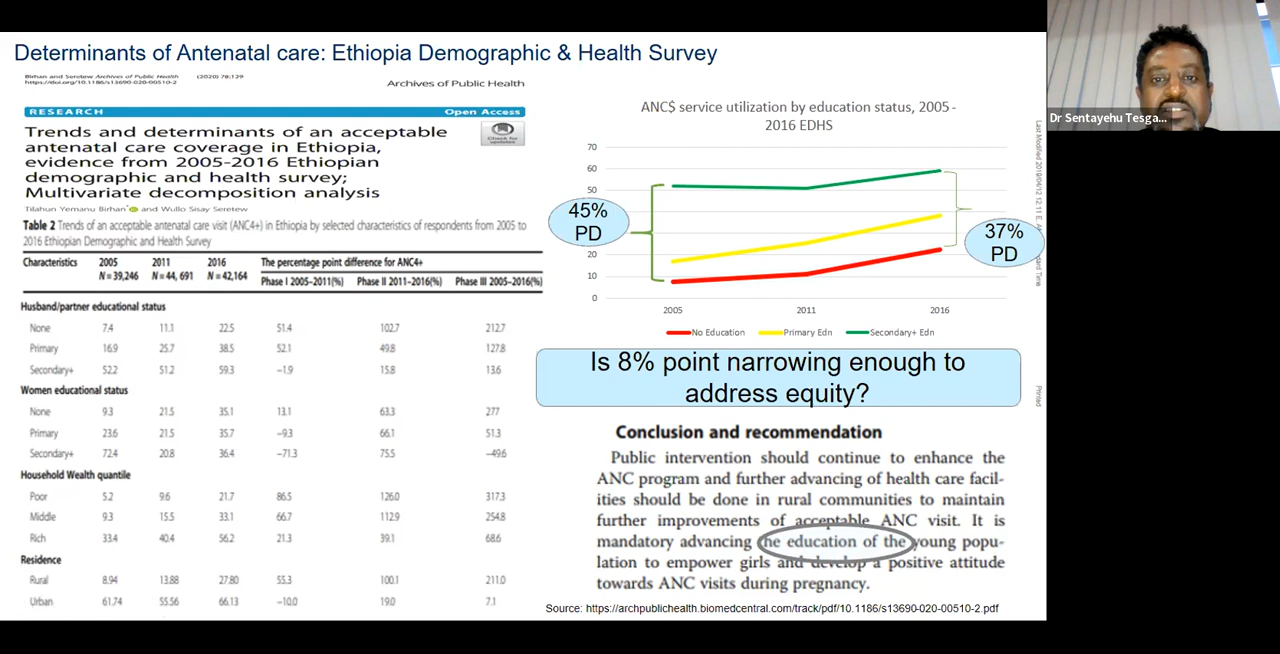 Determinants of Antenatal care: Ethiopia Demographic & Health Survey
Birhan and Seretew Archives of Public Health (2020) 78:129
https://doi.org/10.1186/s13690-020-00510-2
Archives of Public Health
RESEARCH Open Access
Trends and determinants of an acceptable
antenatal care coverage in Ethiopia,
evidence from 2005-2016 Ethiopian
demographic and health survey;
Multivariate decomposition analysis
Check for
updates
Tilahun Yemanu Birhan* and Wullo Sisay Seretew
Table 2 Trends of an acceptable antenatal care visit (ANC4+) in Ethiopia by selected characteristics of respondents from 2005 to
2016 Ethiopian Demographic and Health Survey
Characteristics 2005 2011 2016 The percentage point difference for ANC4+
N = 39,246 N = 44, 691 N = 42,164 Phase I 2005–2011(%) Phase II 2011–2016(%) Phase III 2005–2016(%)
Husband/partner educational status
None 7.4 11.1 22.5 51.4 102.7 212.7
Primary 16.9 25.7 38.5 52.1 49.8 127.8
Secondary+ 52.2 51.2 59.3 −1.9 15.8 13.6
Women educational status
None 9.3 21.5 35.1 13.1 63.3 277
Primary 23.6 21.5 35.7 −9.3 66.1 51.3
Secondary+ 72.4 20.8 36.4 −71.3 75.5 −49.6
Household Wealth quantile
Poor 5.2 9.6 21.7 86.5 126.0 317.3
Middle 9.3 15.5 33.1 66.7 112.9 254.8
Rich 33.4 40.4 56.2 21.3 39.1 68.6
Residence
Rural 8.94 13.88 27.80 55.3 100.1 211.0
Urban 61.74 55.56 66.13 −10.0 19.0 7.1
ANC$ service utilization by education status, 2005 -
2016 EDHS
70
60
50
20
10
0
45%
PD
37%
PD
2005 2011 2016
No Education Primary Edn Secondary+ Edn
Is 8% point narrowing enough to
address equity?
Conclusion and recommendation
Public intervention should continue to enhance the
ANC program and further advancing of health care facil-
ities should be done in rural communities to maintain
further improvements of acceptable ANC visit. It is
mandatory advancing the education of the young popu-
lation to empower girls and develop a positive attitude
towards ANC visits during pregnancy.
Source: https://archpublichealth.biomedcentral.com/track/pdf/10.1186/s13690-020-00510-2.pdf
Last Modified 2019/04/12 12:11 E.
dard Time
Printed
Dr Sentayehu Tesga...